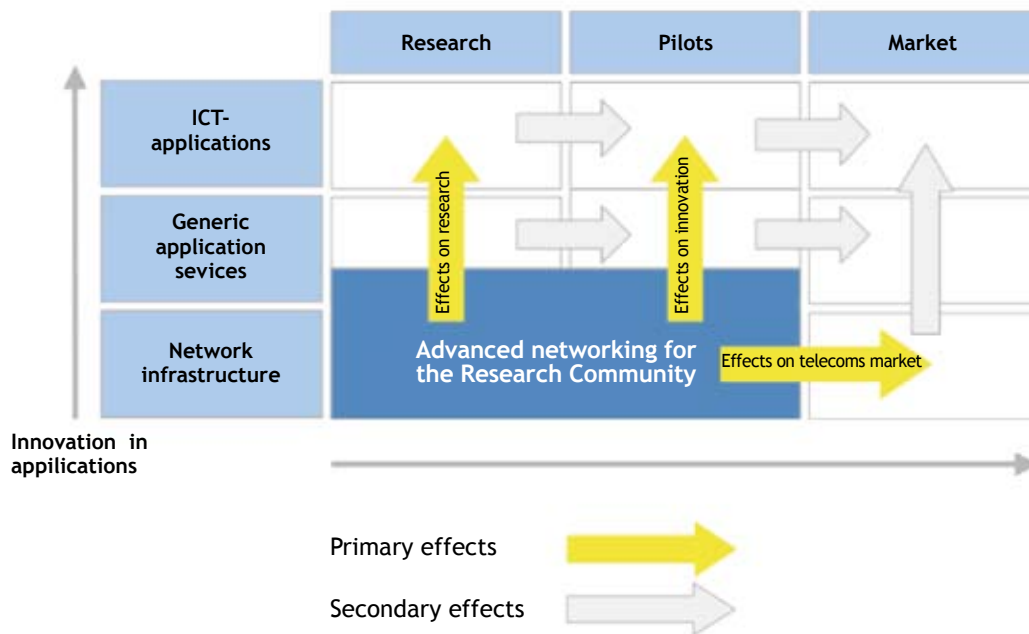 Research
Pilots
Market
ICT-
applications
Generic
application
sevices
Network
infrastructure
Effects on research
Effects on innovation
Advanced networking for
the Research Community
Effects on telecoms market
Innovation in
appilications
Primary effects
Secondary effects